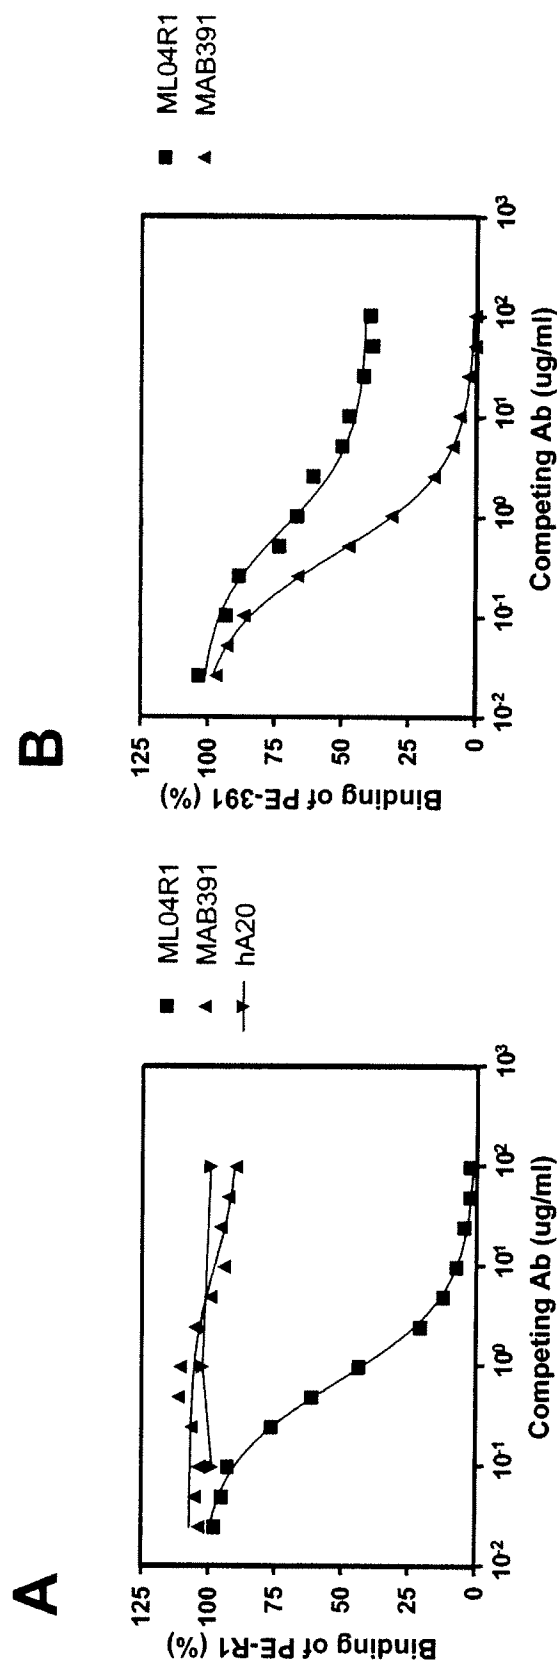 A
Binding of PE-R1 (%)
125
100
75
50
25
0
10-2
10-1
100
101
102
103
Competing Ab (ug/ml)
ML04R1
MAB391
hA20
B
Binding of PE-391 (%)
125
100
75
50
25
0
10-2
10-1
100
101
102
103
Competing Ab (ug/ml)
ML04R1
MAB391